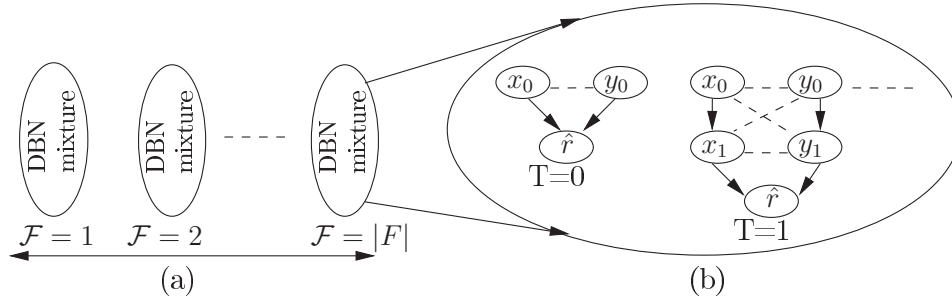 DBN mixture
DBN mixture
DBN mixture
𝓕 = 1
𝓕 = 2
𝓕 = |F|
(a)
x₀ y₀
r̂
T=0
x₀ y₀
x₁ y₁
r̂
T=1
(b)